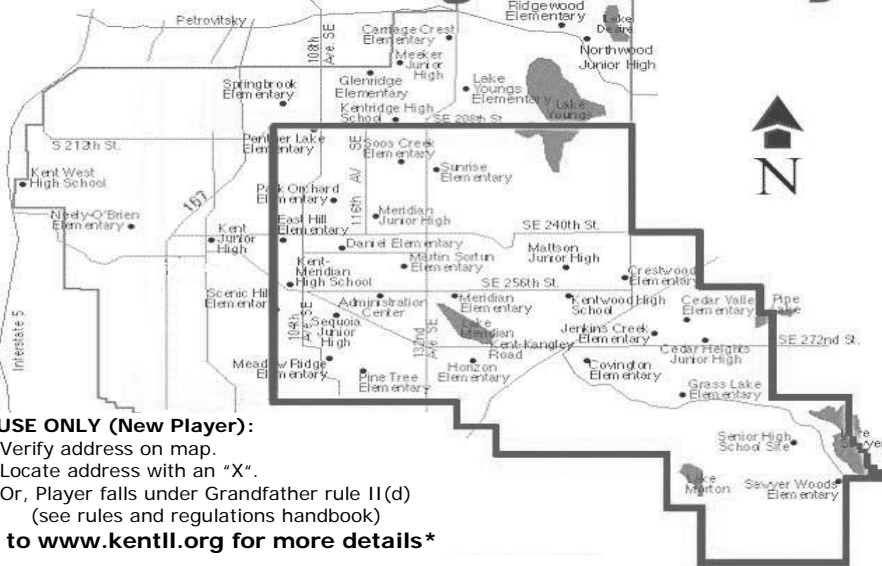 Ridgewood
Elementary
Lake
Desire
Petrovitsky
108th
Ave. SE
Carriage Crest
Elementary
Northwood
Junior High
Meeker
Junior High
Springbrook
Elementary
Glenridge
Elementary
Lake
Youngs
Elementary
Kentridge High
School
Lake
Youngs
SE 208th St
S 212th St.
Panther Lake
Elementary
Soos Creek
Elementary
116th AV SE
Sunrise
Elementary
N
Kent West
High School
167
Park Orchard
Elementary
Neely-O'Brien
Elementary
Kent
Junior
High
East Hill
Elementary
Meridian
Junior High
SE 240th St.
Daniel Elementary
Mattson
Junior High
Kent-
Meridian
High School
Martin Sortun
Elementary
Crestwood
Elementary
SE 256th St.
Scenic Hill
Elementary
104th
Ave. SE
Administration
Center
Meridian
Elementary
Kentwood High
School
Cedar Valley
Elementary
Pipe
Lake
Interstate 5
Sequoia
Junior
High
132nd
Ave. SE
Lake
Meridian
Jenkins Creek
Elementary
SE 272nd St.
Kent-Kangley
Road
Cedar Heights
Junior High
Meadow Ridge
Elementary
Pine Tree
Elementary
Horizon
Elementary
Covington
Elementary
Grass Lake
Elementary
Senior High
School Site
Lake
Morton
Sawyer Woods
Elementary
USE ONLY (New Player):
Verify address on map.
Locate address with an "X".
Or, Player falls under Grandfather rule II(d)
(see rules and regulations handbook)
to www.kentll.org for more details*